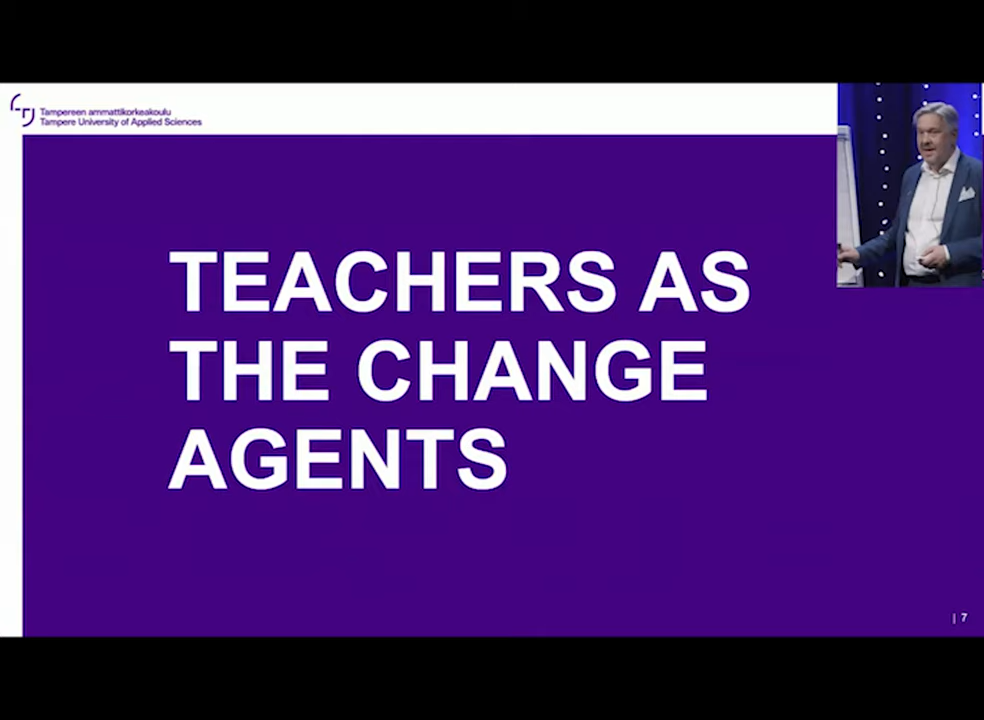 Tampereen ammattikorkeakoulu
Tampere University of Applied Sciences
TEACHERS AS
THE CHANGE
AGENTS
| 7